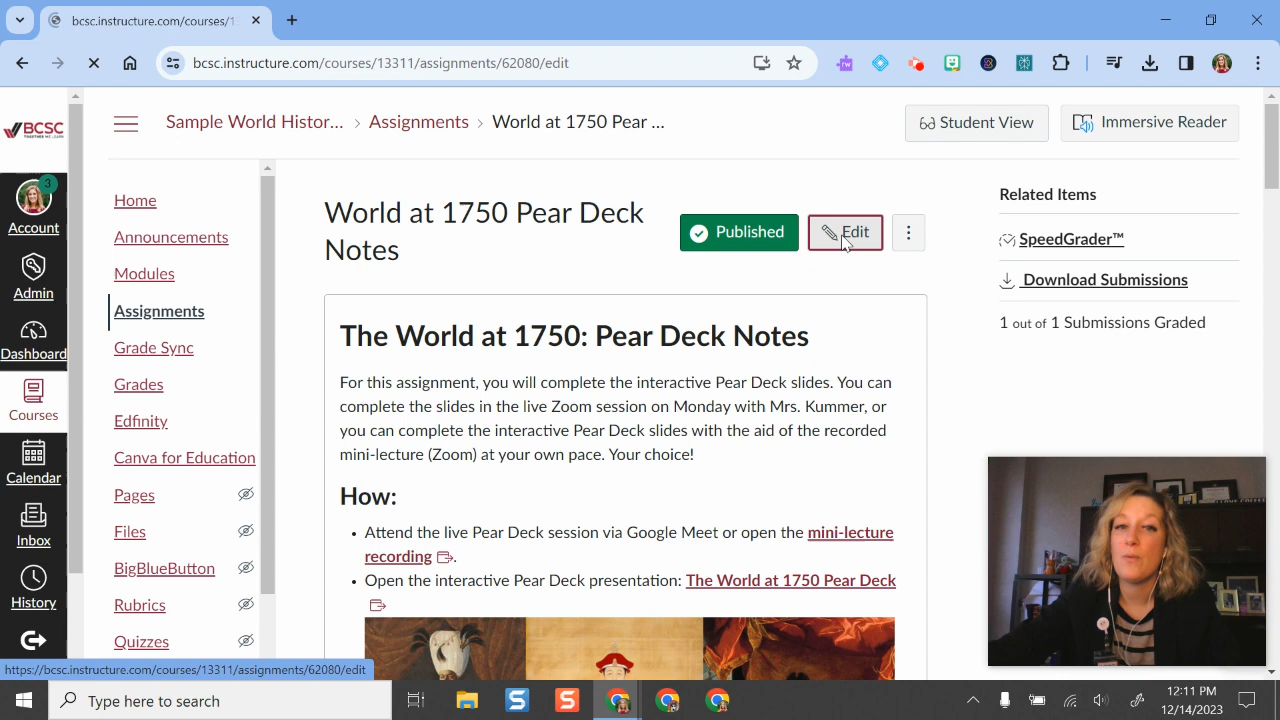 bcsc.instructure.com/courses/1
bcsc.instructure.com/courses/13311/assignments/62080/edit
BCSC
Sample World Histor... > Assignments > World at 1750 Pear ...
Student View
Immersive Reader
3
Account
Admin
Dashboard
Courses
Calendar
Inbox
History
Home
Announcements
Modules
Assignments
Grade Sync
Grades
Edfinity
Canva for Education
Pages
Files
BigBlueButton
Rubrics
Quizzes
World at 1750 Pear Deck
Notes
Published
Edit
Related Items
SpeedGrader™
Download Submissions
1 out of 1 Submissions Graded
The World at 1750: Pear Deck Notes
For this assignment, you will complete the interactive Pear Deck slides. You can
complete the slides in the live Zoom session on Monday with Mrs. Kummer, or
you can complete the interactive Pear Deck slides with the aid of the recorded
mini-lecture (Zoom) at your own pace. Your choice!
How:
• Attend the live Pear Deck session via Google Meet or open the mini-lecture
recording.
• Open the interactive Pear Deck presentation: The World at 1750 Pear Deck
https://bcsc.instructure.com/courses/13311/assignments/62080/edit
Type here to search
12:11 PM
12/14/2023